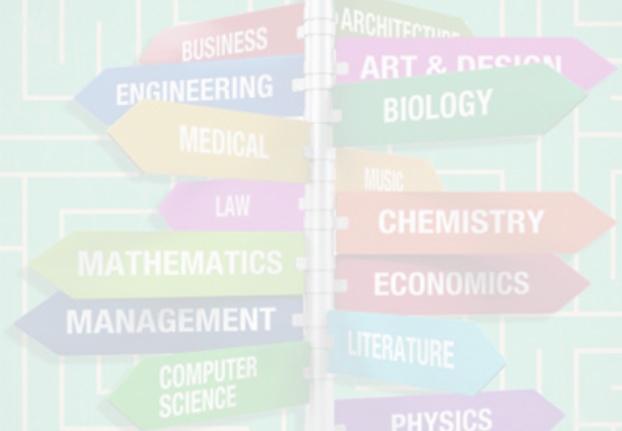 BUSINESS
ENGINEERING
MEDICAL
LAW
MATHEMATICS
MANAGEMENT
COMPUTER
SCIENCE
ARCHITECTURE
ART & DESIGN
BIOLOGY
MUSIC
CHEMISTRY
ECONOMICS
LITERATURE
PHYSICS